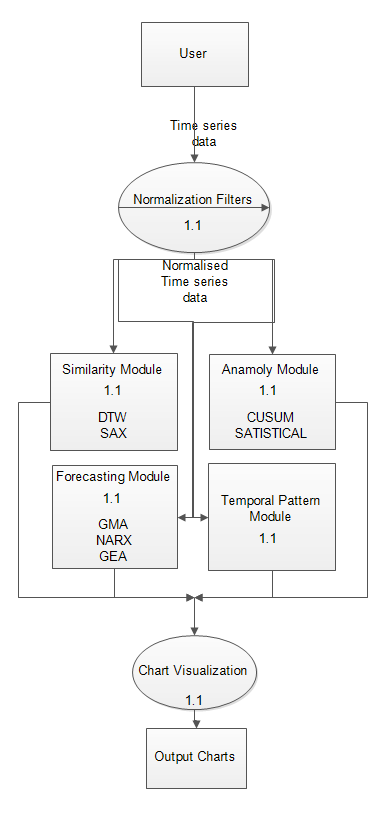 User
Time series
data
Normalization Filters
1.1
Normalised
Time series
data
Similarity Module
1.1
DTW
SAX
Anamoly Module
1.1
CUSUM
SATISTICAL
Forecasting Module
1.1
GMA
NARX
GEA
Temporal Pattern
Module
1.1
Chart Visualization
1.1
Output Charts